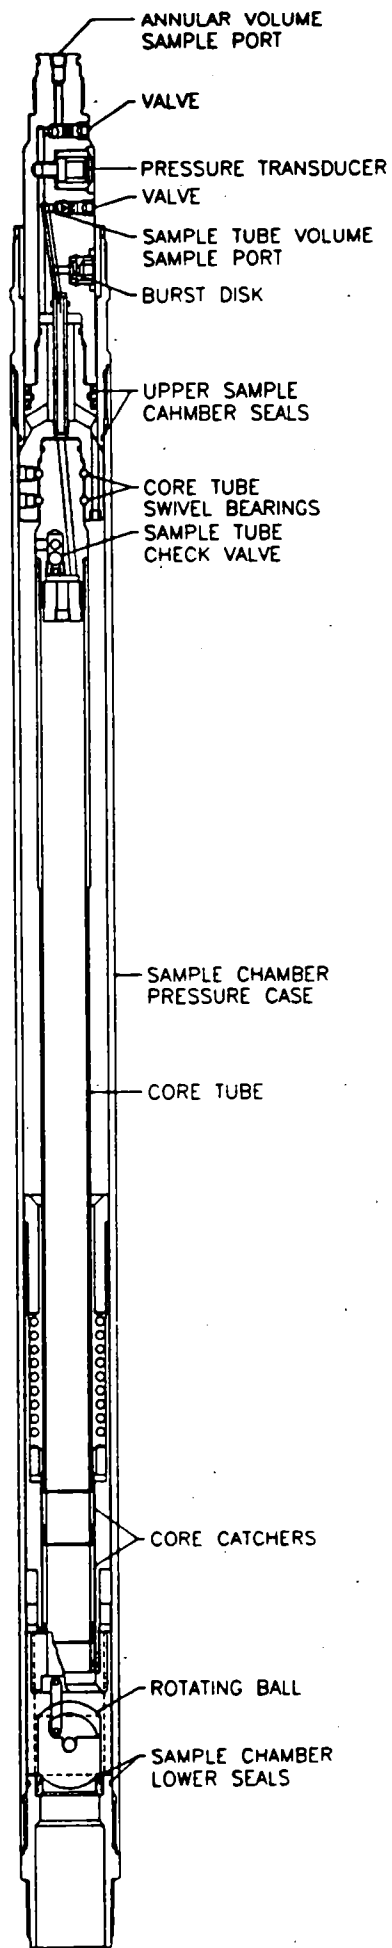 ANNULAR VOLUME
SAMPLE PORT
VALVE
PRESSURE TRANSDUCER
VALVE
SAMPLE TUBE VOLUME
SAMPLE PORT
BURST DISK
UPPER SAMPLE
CAHMBER SEALS
CORE TUBE
SWIVEL BEARINGS
SAMPLE TUBE
CHECK VALVE
SAMPLE CHAMBER
PRESSURE CASE
CORE TUBE
CORE CATCHERS
ROTATING BALL
SAMPLE CHAMBER
LOWER SEALS